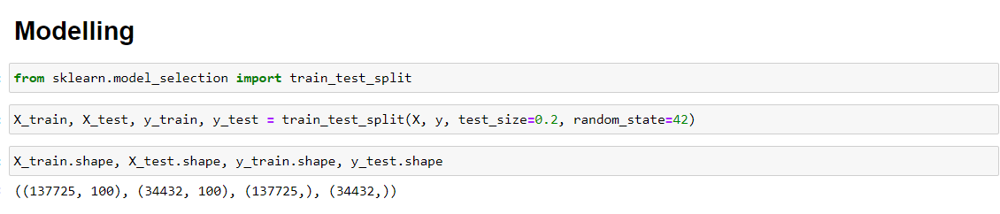 Modelling
from sklearn.model_selection import train_test_split
X_train, X_test, y_train, y_test = train_test_split(X, y, test_size=0.2, random_state=42)
X_train.shape, X_test.shape, y_train.shape, y_test.shape
((137725, 100), (34432, 100), (137725,), (34432,))